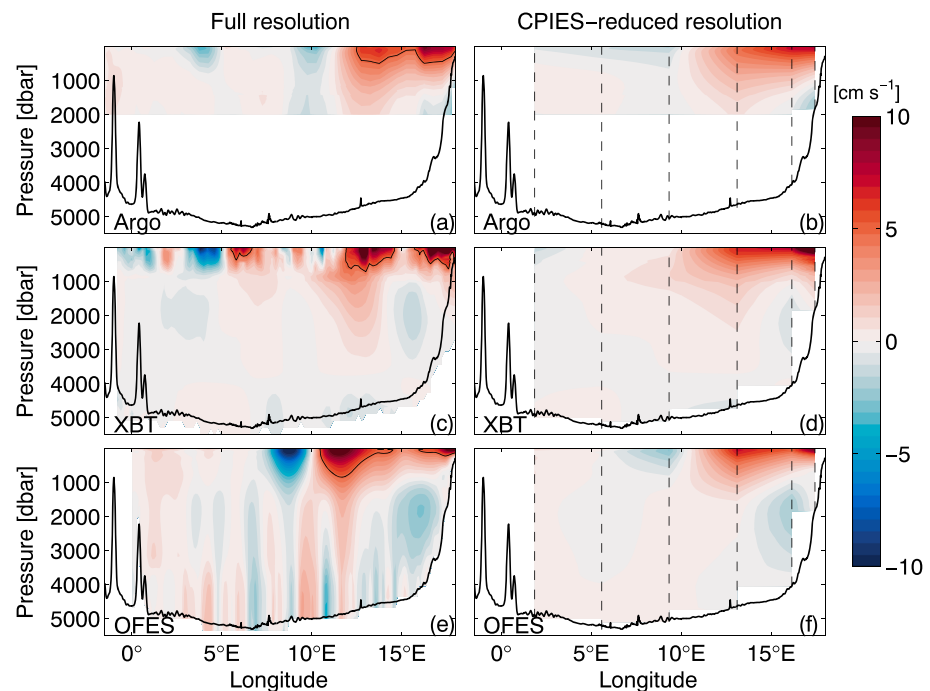 Full resolution
CPIES−reduced resolution
Pressure [dbar]
1000
2000
3000
4000
5000
Argo
(a)
Argo
(b)
[cm s⁻¹]
10
5
0
−5
−10
Pressure [dbar]
1000
2000
3000
4000
5000
XBT
(c)
XBT
(d)
Pressure [dbar]
1000
2000
3000
4000
5000
OFES
(e)
OFES
(f)
0° 5°E 10°E 15°E
0° 5°E 10°E 15°E
Longitude
Longitude